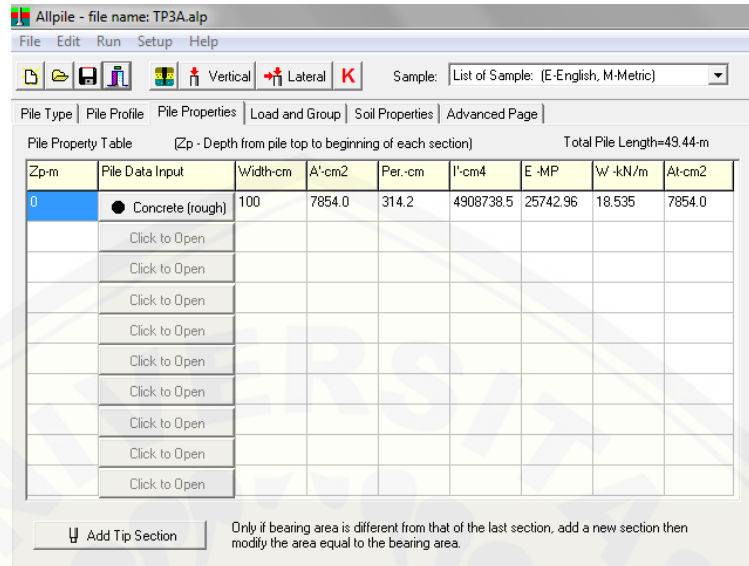 Allpile - file name: TP3A.alp
File Edit Run Setup Help
Vertical Lateral K Sample: List of Sample: (E-English, M-Metric)
Pile Type Pile Profile Pile Properties Load and Group Soil Properties Advanced Page
Pile Property Table (Zp - Depth from pile top to beginning of each section) Total Pile Length=49.44-m
Zp-m Pile Data Input Width-cm A'-cm2 Per.-cm I'-cm4 E -MP W -kN/m At-cm2
0 Concrete (rough) 100 7854.0 314.2 4908738.5 25742.96 18.535 7854.0
Click to Open
Click to Open
Click to Open
Click to Open
Click to Open
Click to Open
Click to Open
Click to Open
Click to Open
Add Tip Section Only if bearing area is different from that of the last section, add a new section then
modify the area equal to the bearing area.